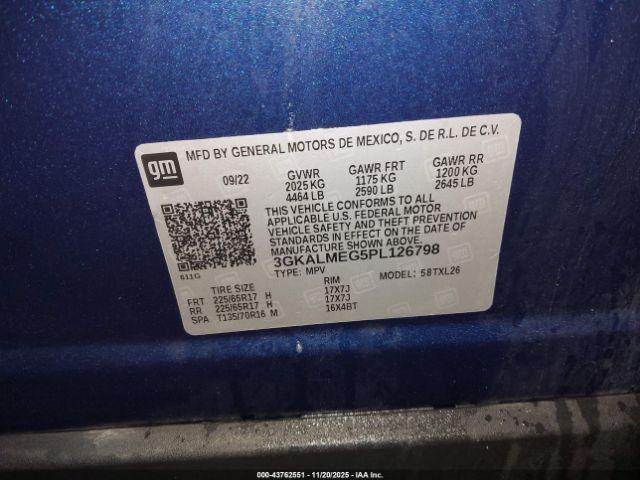 gm
MFD BY GENERAL MOTORS DE MEXICO, S. DE R.L. DE C.V.
09/22 GVWR GAWR FRT GAWR RR
2025 KG 1175 KG 1200 KG
4464 LB 2590 LB 2645 LB
THIS VEHICLE CONFORMS TO ALL
APPLICABLE U.S. FEDERAL MOTOR
VEHICLE SAFETY AND THEFT PREVENTION
STANDARDS IN EFFECT ON THE DATE OF
MANUFACTURE SHOWN ABOVE.
3GKALMEG5PL126798
611G
TYPE: MPV MODEL: 58TXL26
TIRE SIZE RIM
FRT 225/65R17 H 17X7J
RR 225/65R17 H 17X7J
SPA T135/70R16 M 16X4BT
000-43762551 - 11/20/2025 - IAA Inc.